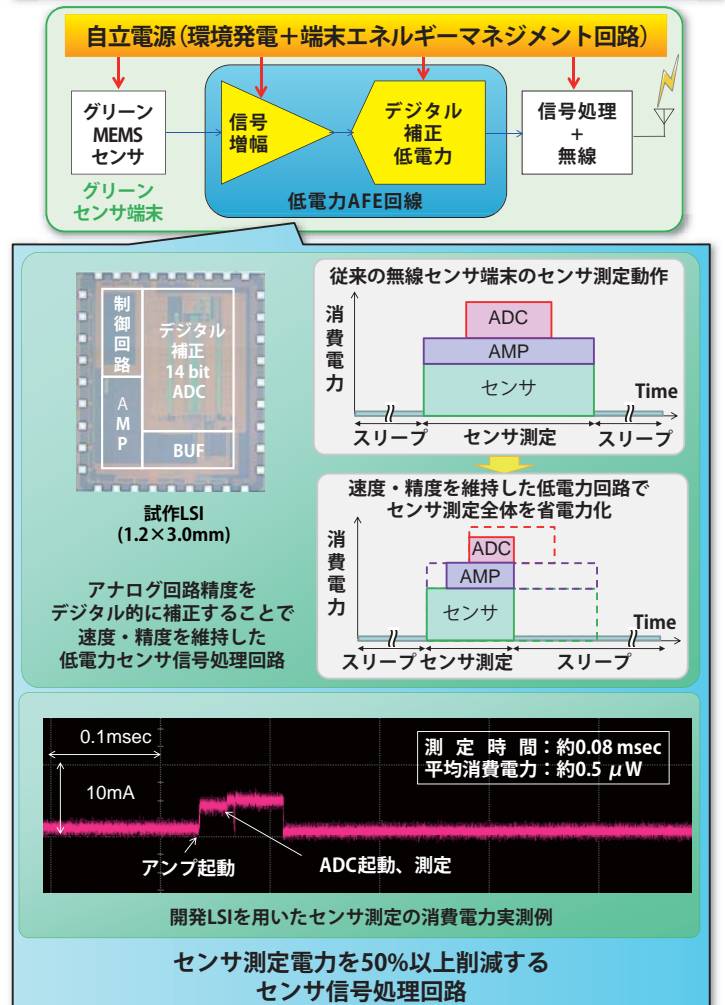 自立電源(環境発電+端末エネルギーマネジメント回路)
グリーン
MEMS
センサ
信号
増幅
デジタル
補正
低電力
信号処理
+
無線
グリーン
センサ端末
低電力AFE回線
制御回路
デジタル
補正
14 bit
ADC
AMP
BUF
試作LSI
(1.2×3.0mm)
アナログ回路精度を
デジタル的に補正することで
速度・精度を維持した
低電力センサ信号処理回路
従来の無線センサ端末のセンサ測定動作
消費電力
ADC
AMP
センサ
Time
スリープ センサ測定 スリープ
速度・精度を維持した低電力回路で
センサ測定全体を省電力化
消費電力
ADC
AMP
センサ
Time
スリープ センサ測定 スリープ
0.1msec
10mA
測定時間:約0.08 msec
平均消費電力:約0.5 μW
アンプ起動
ADC起動、測定
開発LSIを用いたセンサ測定の消費電力実測例
センサ測定電力を50%以上削減する
センサ信号処理回路